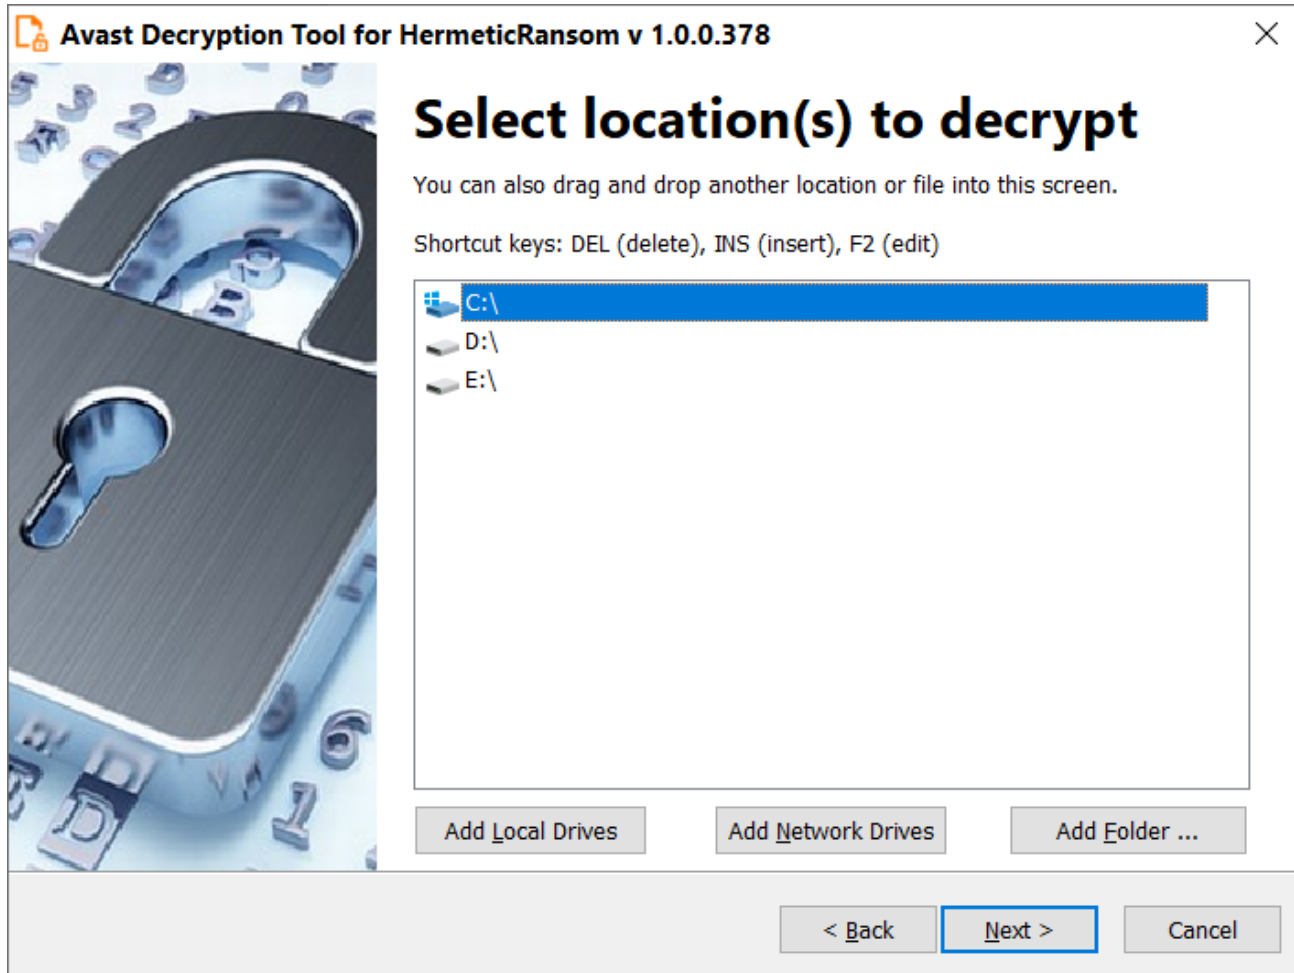 Avast Decryption Tool for HermeticRansom v 1.0.0.378
Select location(s) to decrypt
You can also drag and drop another location or file into this screen.
Shortcut keys: DEL (delete), INS (insert), F2 (edit)
C:\
D:\
E:\
Add Local Drives
Add Network Drives
Add Folder ...
< Back
Next >
Cancel